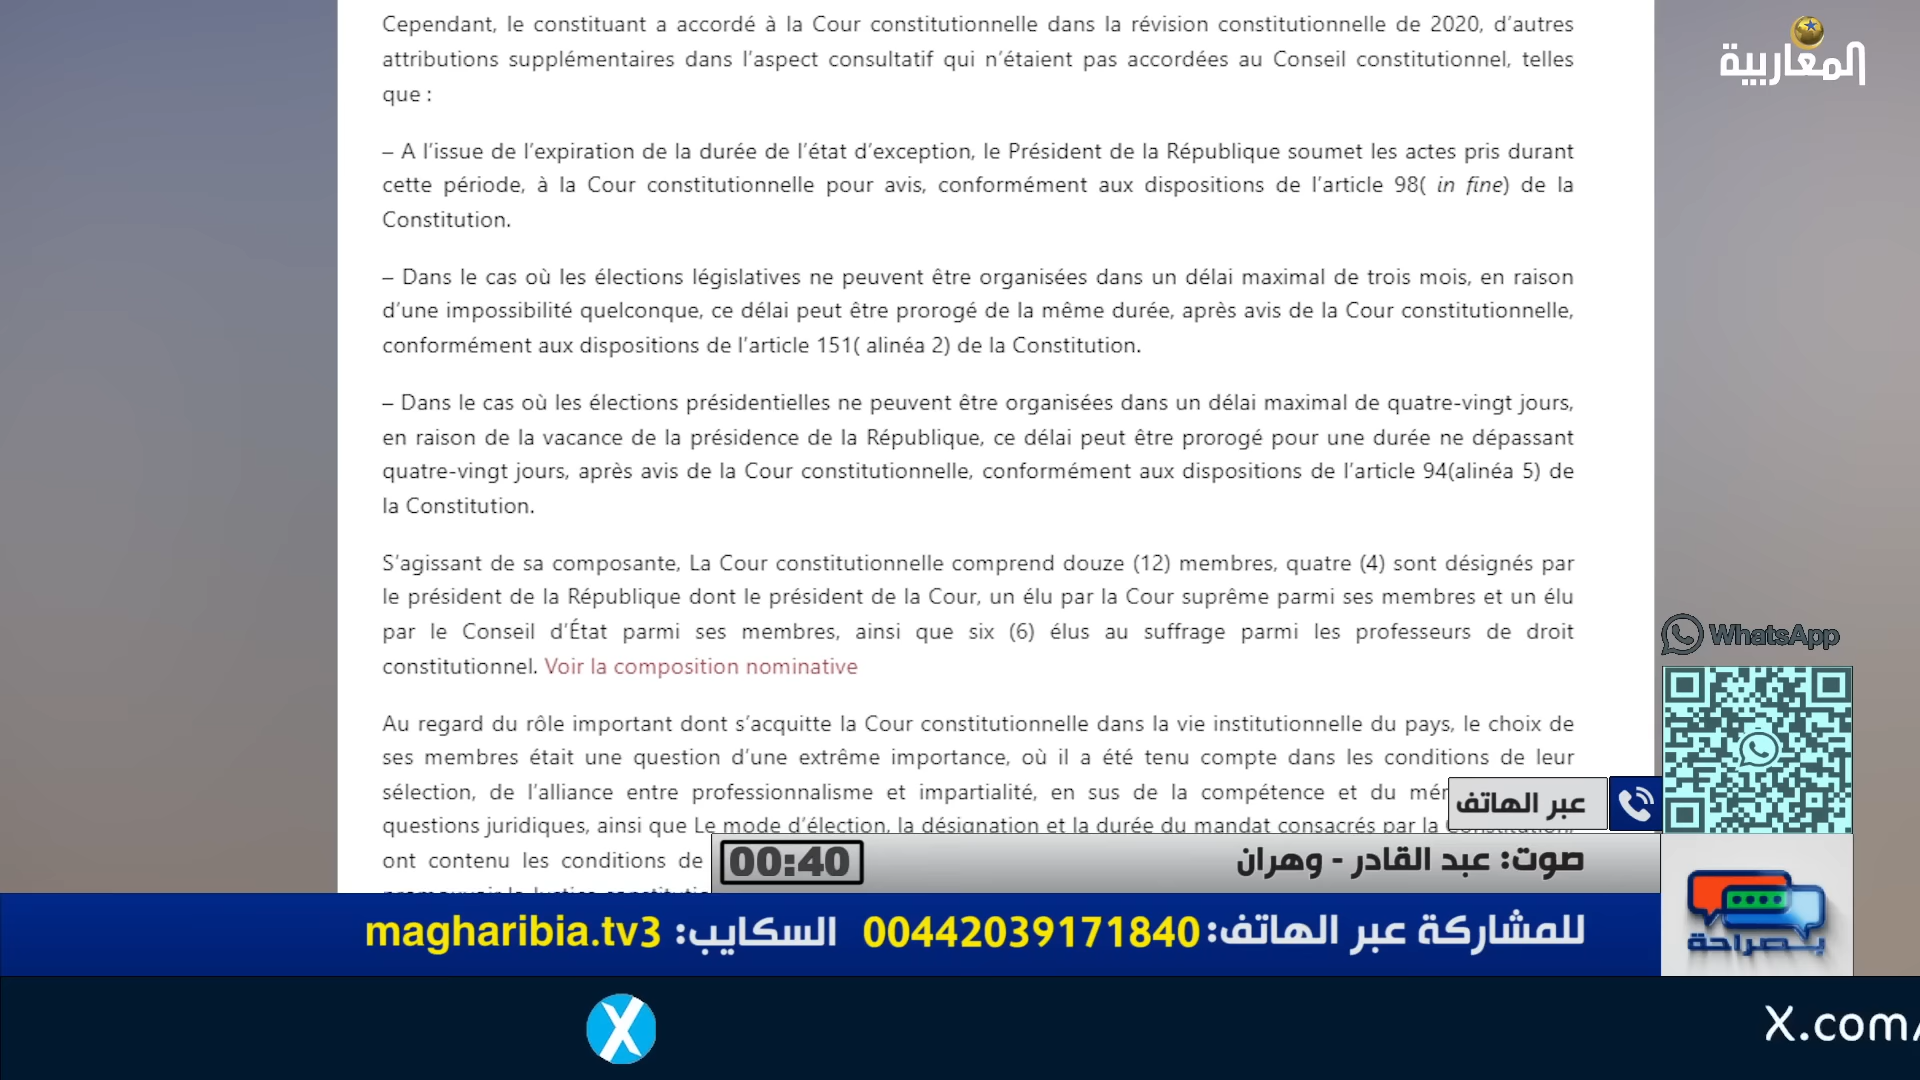 Cependant, le constituant a accordé à la Cour constitutionnelle dans la révision constitutionnelle de 2020, d’autres
attributions supplémentaires dans l’aspect consultatif qui n’étaient pas accordées au Conseil constitutionnel, telles
que :
– A l’issue de l’expiration de la durée de l’état d’exception, le Président de la République soumet les actes pris durant
cette période, à la Cour constitutionnelle pour avis, conformément aux dispositions de l’article 98( in fine) de la
Constitution.
– Dans le cas où les élections législatives ne peuvent être organisées dans un délai maximal de trois mois, en raison
d’une impossibilité quelconque, ce délai peut être prorogé de la même durée, après avis de la Cour constitutionnelle,
conformément aux dispositions de l’article 151( alinéa 2) de la Constitution.
– Dans le cas où les élections présidentielles ne peuvent être organisées dans un délai maximal de quatre-vingt jours,
en raison de la vacance de la présidence de la République, ce délai peut être prorogé pour une durée ne dépassant
quatre-vingt jours, après avis de la Cour constitutionnelle, conformément aux dispositions de l’article 94(alinéa 5) de
la Constitution.
S’agissant de sa composante, La Cour constitutionnelle comprend douze (12) membres, quatre (4) sont désignés par
le président de la République dont le président de la Cour, un élu par la Cour suprême parmi ses membres et un élu
par le Conseil d’État parmi ses membres, ainsi que six (6) élus au suffrage parmi les professeurs de droit
constitutionnel. Voir la composition nominative
Au regard du rôle important dont s’acquitte la Cour constitutionnelle dans la vie institutionnelle du pays, le choix de
ses membres était une question d’une extrême importance, où il a été tenu compte dans les conditions de leur
sélection, de l’alliance entre professionnalisme et impartialité, en sus de la compétence et du
questions juridiques, ainsi que Le mode d’élection, la désignation et la durée du mandat consacrés par la
ont contenu les conditions de
المغاربية
WhatsApp
عبر الهاتف
00:40
صوت: عبد القادر - وهران
للمشاركة عبر الهاتف: 00442039171840 السكايب: magharibia.tv3
بصراحة
X.com/